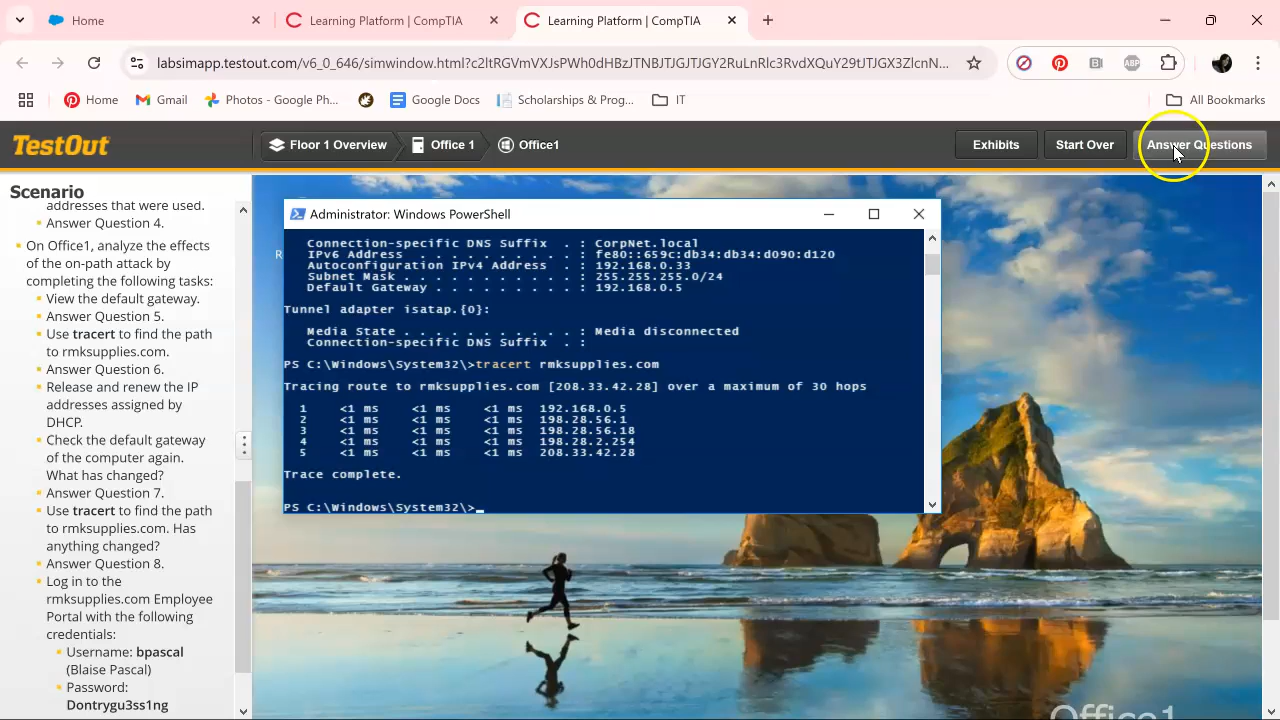 Home
Learning Platform | CompTIA
Learning Platform | CompTIA
labsimapp.testout.com/v6_0_646/simwindow.html?c2ltRGVmVXJsPWh0dHBzJTNBJTJGJTJGY2RuLnRlc3RvdXQuY29tJTJGX3ZlcnN...
Home
Gmail
Photos - Google Ph...
Google Docs
Scholarships & Prog...
IT
All Bookmarks
TestOut
Floor 1 Overview
Office 1
Office1
Exhibits
Start Over
Answer Questions
Scenario
addresses that were used.
Answer Question 4.
On Office1, analyze the effects
of the on-path attack by
completing the following tasks:
View the default gateway.
Answer Question 5.
Use tracert to find the path
to rmksupplies.com.
Answer Question 6.
Release and renew the IP
addresses assigned by
DHCP.
Check the default gateway
of the computer again.
What has changed?
Answer Question 7.
Use tracert to find the path
to rmksupplies.com. Has
anything changed?
Answer Question 8.
Log in to the
rmksupplies.com Employee
Portal with the following
credentials:
Username: bpascal
(Blaise Pascal)
Password:
Dontrygu3ss1ng
Administrator: Windows PowerShell
Connection-specific DNS Suffix . : CorpNet.local
IPv6 Address . . . . . . . . . . : fe80::659c:db34:db34:d090:d120
Autoconfiguration IPv4 Address . : 192.168.0.33
Subnet Mask . . . . . . . . . . : 255.255.255.0/24
Default Gateway . . . . . . . . : 192.168.0.5
Tunnel adapter isatap.{0}:
Media State . . . . . . . . . . : Media disconnected
Connection-specific DNS Suffix . :
PS C:\Windows\System32\>tracert rmksupplies.com
Tracing route to rmksupplies.com [208.33.42.28] over a maximum of 30 hops
1 <1 ms <1 ms <1 ms 192.168.0.5
2 <1 ms <1 ms <1 ms 198.28.56.1
3 <1 ms <1 ms <1 ms 198.28.56.18
4 <1 ms <1 ms <1 ms 198.28.2.254
5 <1 ms <1 ms <1 ms 208.33.42.28
Trace complete.
PS C:\Windows\System32\>
Office1